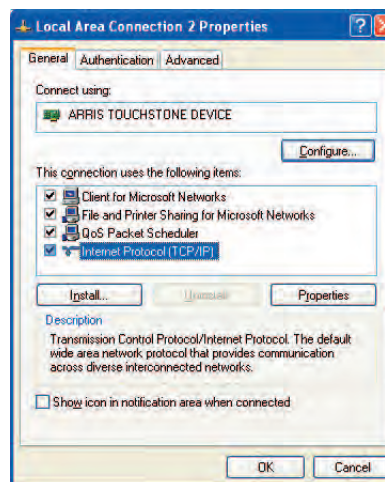 Local Area Connection 2 Properties
General Authentication Advanced
Connect using:
ARRIS TOUCHSTONE DEVICE
Configure...
This connection uses the following items:
Client for Microsoft Networks
File and Printer Sharing for Microsoft Networks
QoS Packet Scheduler
Internet Protocol (TCP/IP)
Install... Uninstall Properties
Description
Transmission Control Protocol/Internet Protocol. The default
wide area network protocol that provides communication
across diverse interconnected networks.
Show icon in notification area when connected
OK Cancel